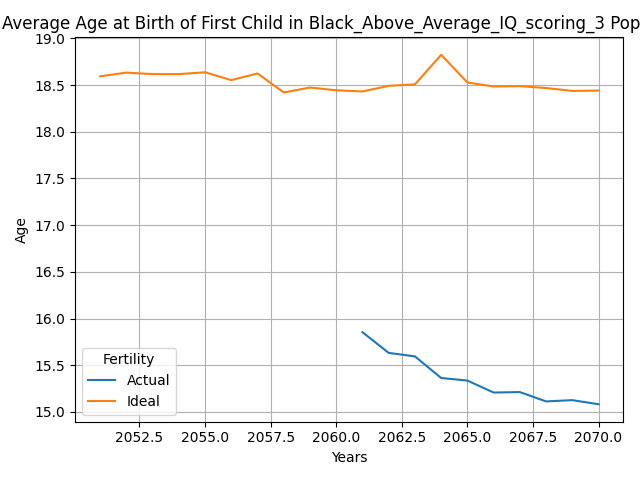 Average Age at Birth of First Child in Black_Above_Average_IQ_scoring_3 Pop
19.0
18.5
18.0
17.5
17.0
16.5
16.0
15.5
15.0
Age
Fertility
Actual
Ideal
2052.5 2055.0 2057.5 2060.0 2062.5 2065.0 2067.5 2070.0
Years